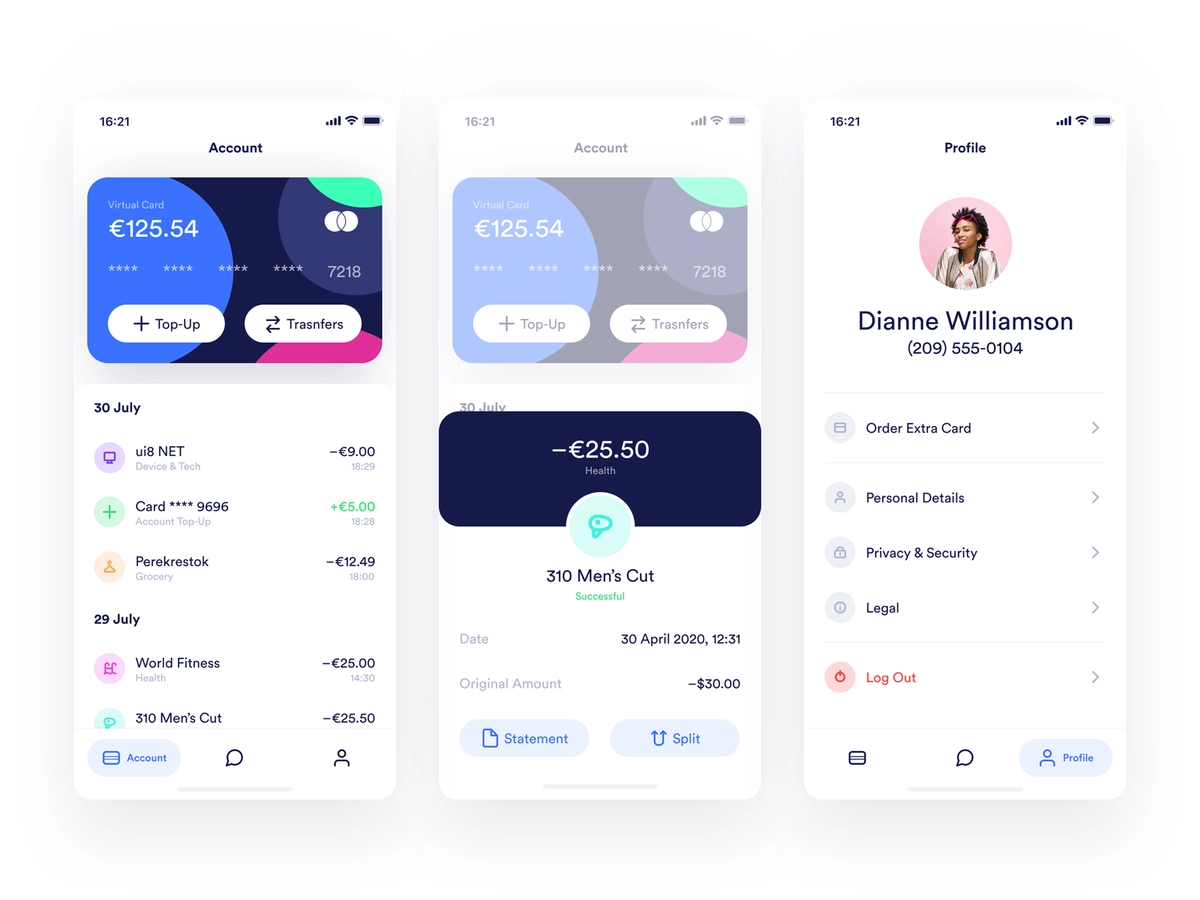 16:21
Account
Virtual Card
€125.54
**** **** **** **** 7218
Top-Up
Trasnfers
30 July
ui8 NET
−€9.00
Device & Tech
18:29
Card **** 9696
+€5.00
Account Top-Up
18:28
Perekrestok
−€12.49
Grocery
18:00
29 July
World Fitness
−€25.00
Health
14:30
310 Men’s Cut
−€25.50
Account
16:21
Account
Virtual Card
€125.54
**** **** **** **** 7218
Top-Up
Trasnfers
30 July
−€25.50
Health
310 Men’s Cut
Successful
Date
30 April 2020, 12:31
Original Amount
−$30.00
Statement
Split
16:21
Profile
Dianne Williamson
(209) 555-0104
Order Extra Card
Personal Details
Privacy & Security
Legal
Log Out
Profile